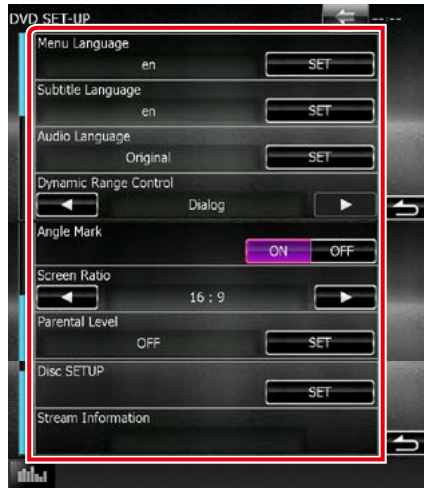 DVD SET-UP
--:--
Menu Language
en SET
Subtitle Language
en SET
Audio Language
Original SET
Dynamic Range Control
Dialog
Angle Mark
ON OFF
Screen Ratio
16 : 9
Parental Level
OFF SET
Disc SETUP
SET
Stream Information